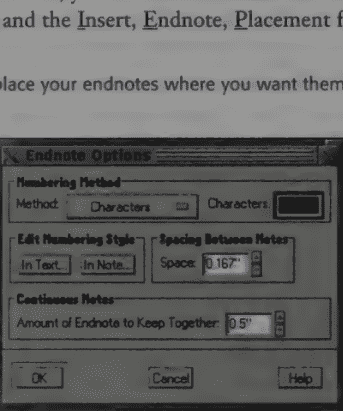 and the Insert, Endnote, Placement f
place your endnotes where you want them
Endnote Options
Numbering Method
Method: Characters Characters:
Edit Numbering Style Spacing Between Notes
In Text... In Note... Space: 0.167"
Continuous Notes
Amount of Endnote to Keep Together: 0.5"
OK Cancel Help